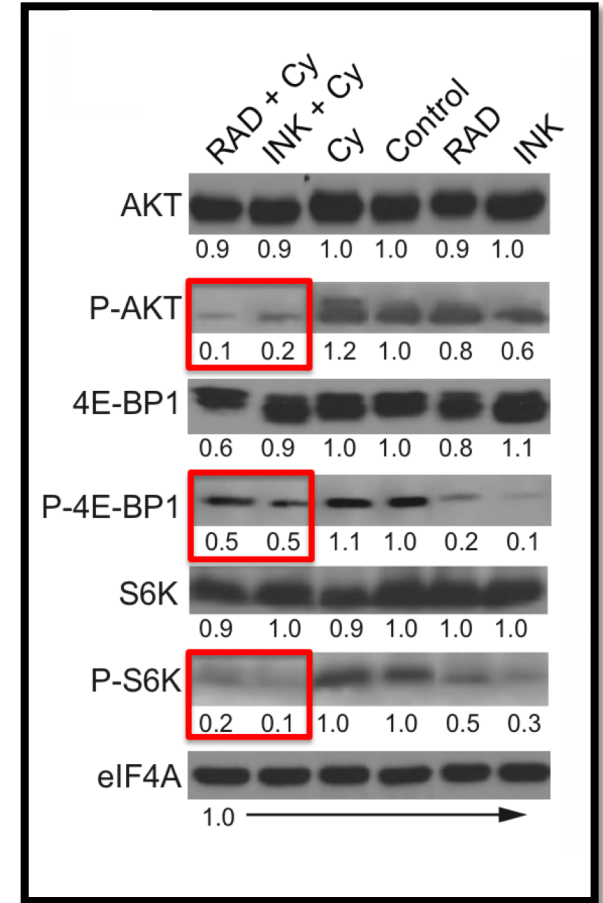 RAD + Cy INK + Cy Cy Control RAD INK
AKT
0.9 0.9 1.0 1.0 0.9 1.0
P-AKT
0.1 0.2 1.2 1.0 0.8 0.6
4E-BP1
0.6 0.9 1.0 1.0 0.8 1.1
P-4E-BP1
0.5 0.5 1.1 1.0 0.2 0.1
S6K
0.9 1.0 0.9 1.0 1.0 1.0
P-S6K
0.2 0.1 1.0 1.0 0.5 0.3
eIF4A
1.0